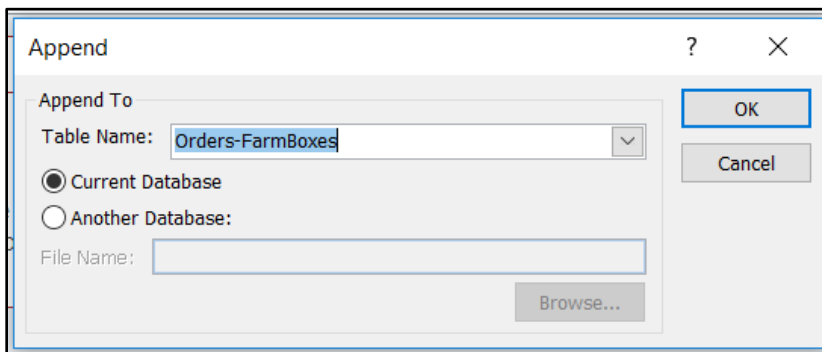 Append ?
Append To
OK
Table Name: Orders-FarmBoxes
Cancel
Current Database
Another Database:
File Name:
Browse...